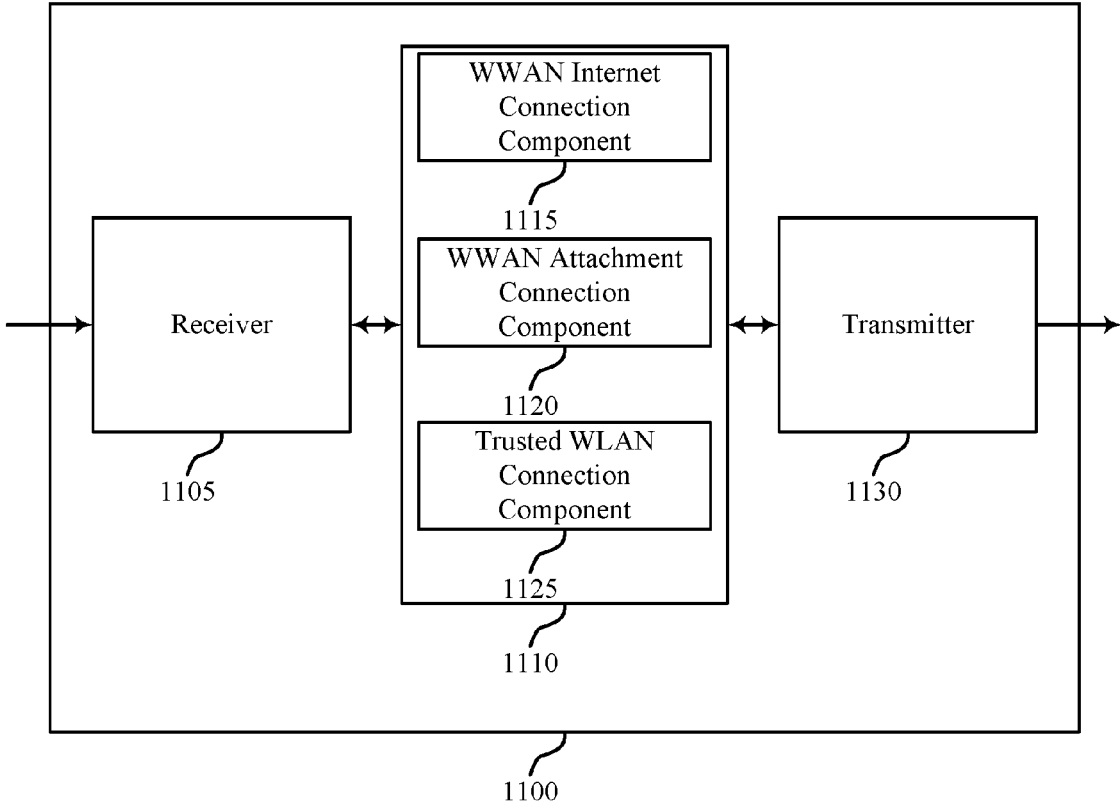 WWAN Internet
Connection
Component
1115
WWAN Attachment
Connection
Component
1120
Trusted WLAN
Connection
Component
1125
1110
Receiver
1105
Transmitter
1130
1100